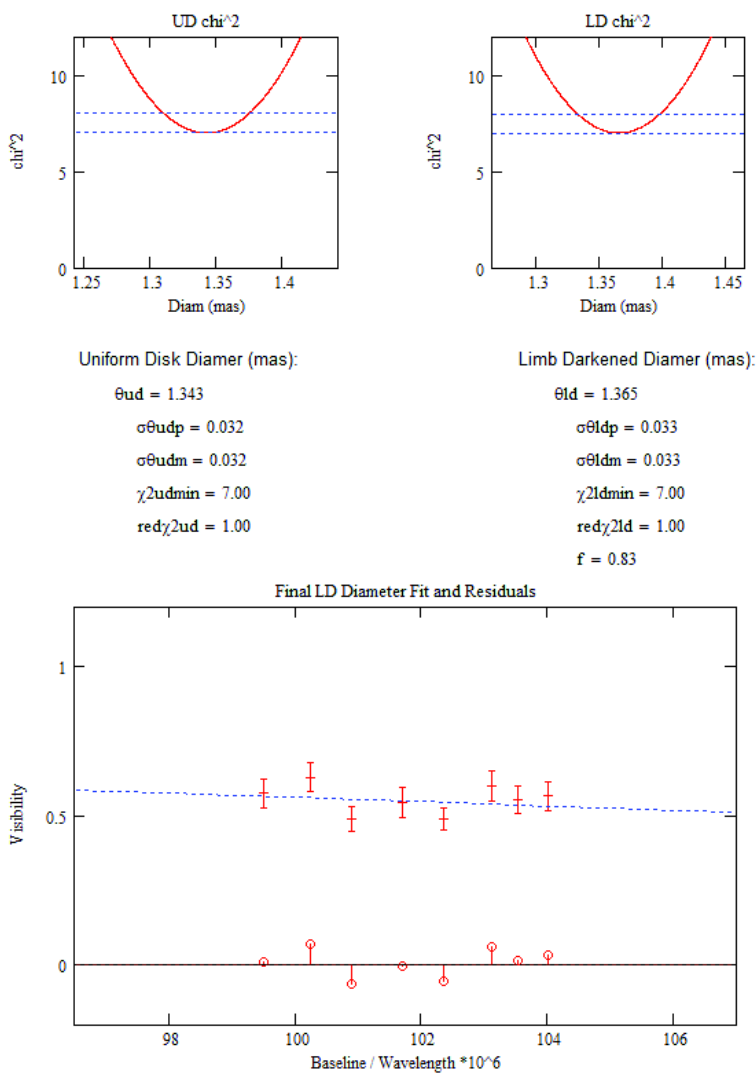 UD chi^2
10
5
0
chi^2
1.25
1.3
1.35
1.4
Diam (mas)
LD chi^2
10
5
0
chi^2
1.3
1.35
1.4
1.45
Diam (mas)
Uniform Disk Diamer (mas):
θud = 1.343
σθudp = 0.032
σθudm = 0.032
χ2udmin = 7.00
redχ2ud = 1.00
Limb Darkened Diamer (mas):
θld = 1.365
σθldp = 0.033
σθldm = 0.033
χ2ldmin = 7.00
redχ2ld = 1.00
f = 0.83
Final LD Diameter Fit and Residuals
1
0.5
0
Visibility
98
100
102
104
106
Baseline / Wavelength *10^6